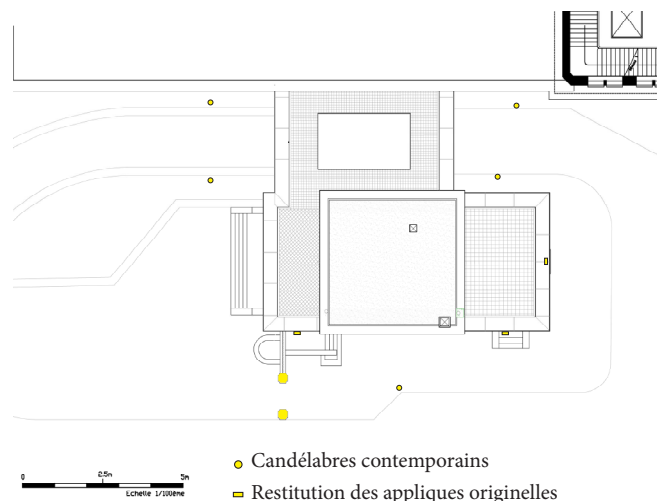 Candélabres contemporains
0 2.5m 5m
Echelle 1/100ème
Restitution des appliques originelles